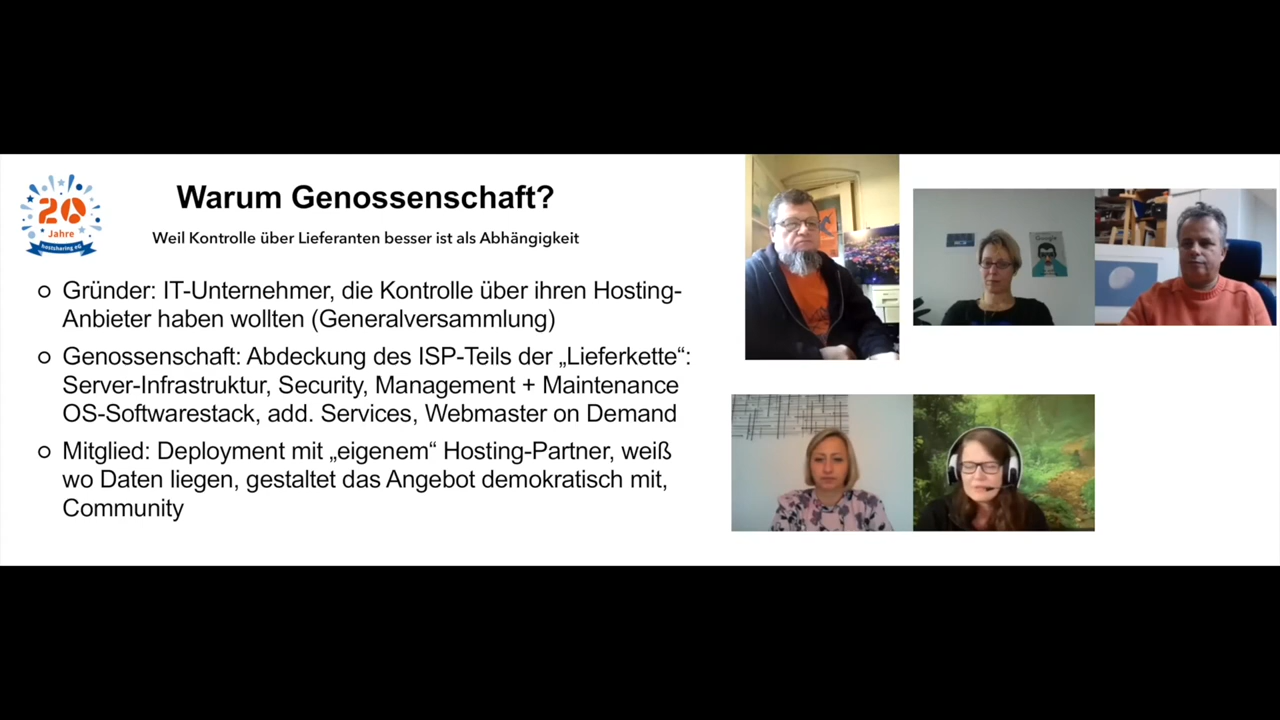 Warum Genossenschaft?
Weil Kontrolle über Lieferanten besser ist als Abhängigkeit
20
Jahre
hostsharing eG
Gründer: IT-Unternehmer, die Kontrolle über ihren Hosting-
Anbieter haben wollten (Generalversammlung)
Genossenschaft: Abdeckung des ISP-Teils der „Lieferkette“:
Server-Infrastruktur, Security, Management + Maintenance
OS-Softwarestack, add. Services, Webmaster on Demand
Mitglied: Deployment mit „eigenem“ Hosting-Partner, weiß
wo Daten liegen, gestaltet das Angebot demokratisch mit,
Community
Google